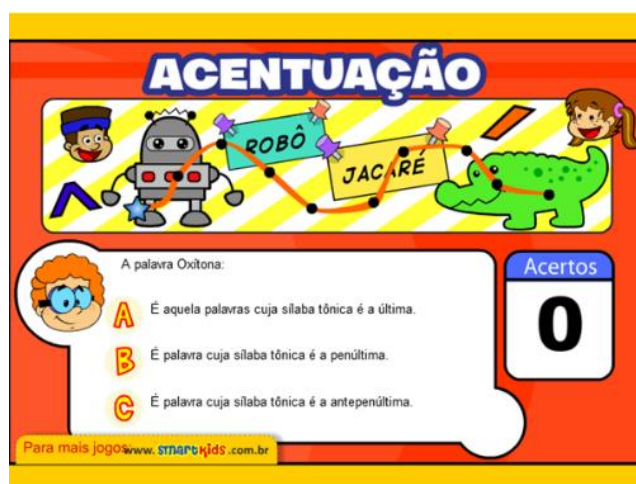 ACENTUAÇÃO
ROBÔ
JACARÉ
A palavra Oxítona:
A É aquela palavras cuja sílaba tônica é a última.
B É palavra cuja sílaba tônica é a penúltima.
C É palavra cuja sílaba tônica é a antepenúltima.
Acertos
0
Para mais jogos: www. smartkids .com.br